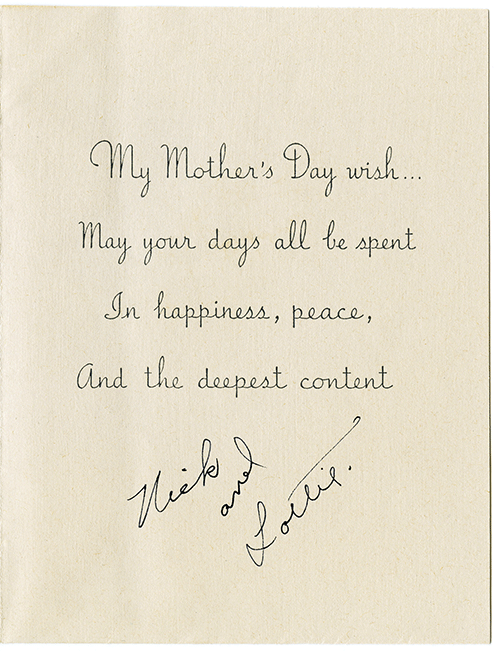 My Mother's Day wish...
May your days all be spent
In happiness, peace,
And the deepest content
Nick
and
Lottie.